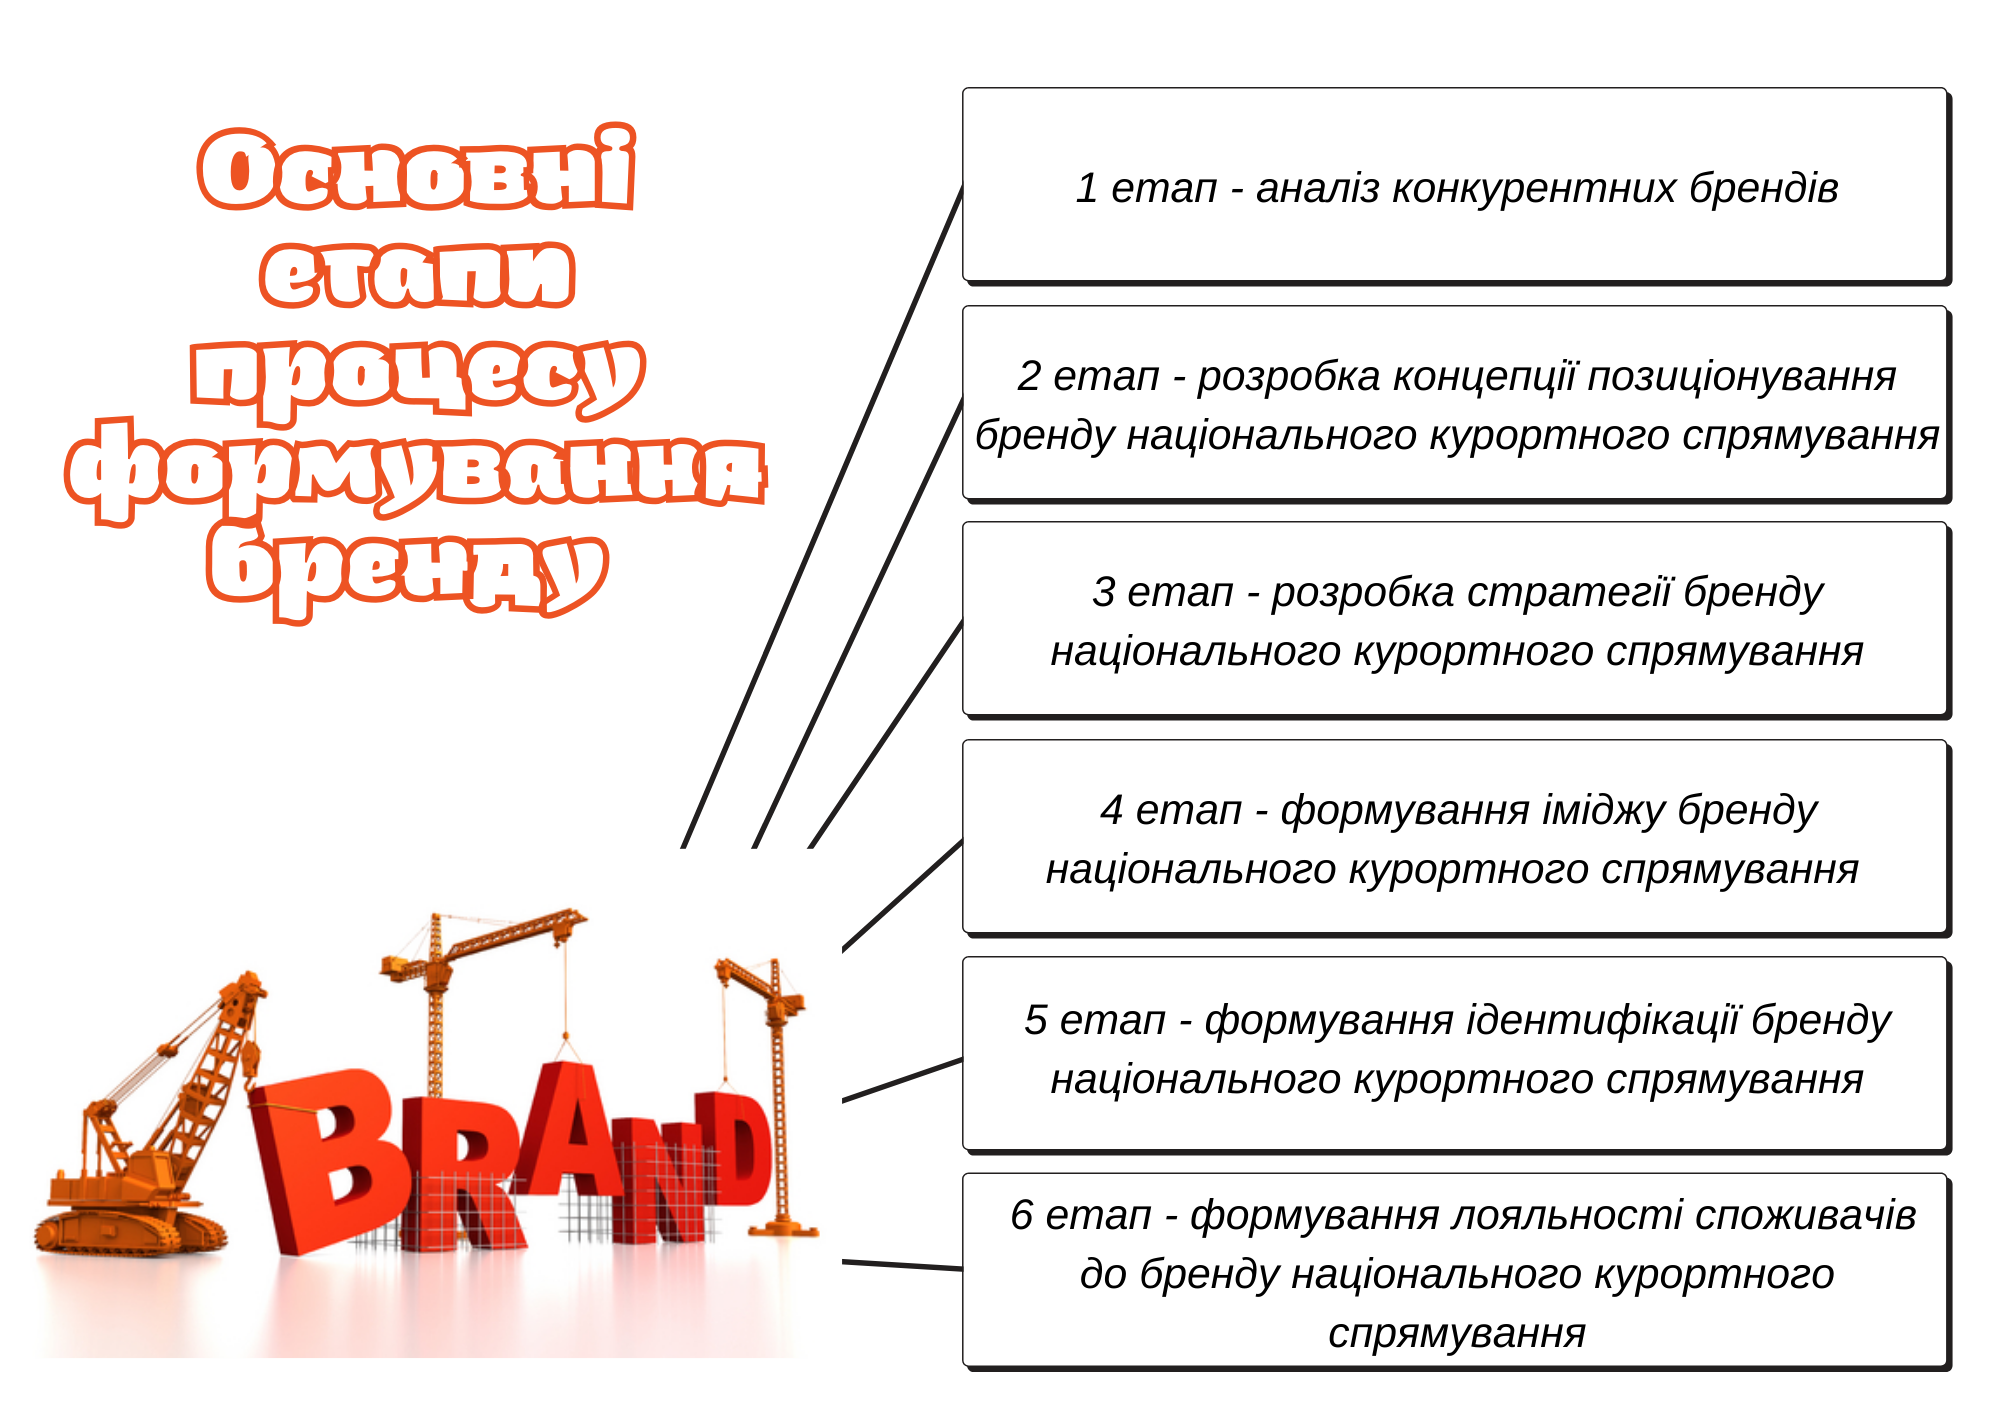 Основні
етапи
процесу
формування
бренду
1 етап - аналіз конкурентних брендів
2 етап - розробка концепції позиціонування
бренду національного курортного спрямування
3 етап - розробка стратегії бренду
національного курортного спрямування
4 етап - формування іміджу бренду
національного курортного спрямування
5 етап - формування ідентифікації бренду
національного курортного спрямування
6 етап - формування лояльності споживачів
до бренду національного курортного
спрямування
BRAND